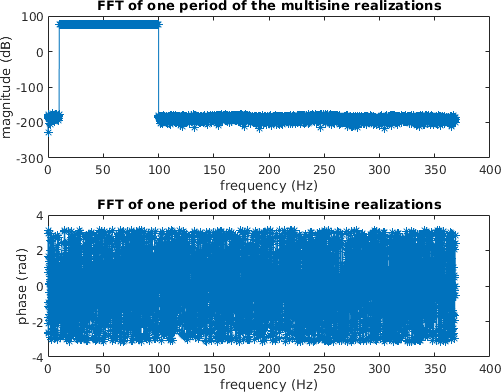 FFT of one period of the multisine realizations
100
0
-100
-200
-300
magnitude (dB)
0 50 100 150 200 250 300 350 400
frequency (Hz)
FFT of one period of the multisine realizations
4
2
0
-2
-4
phase (rad)
0 50 100 150 200 250 300 350 400
frequency (Hz)